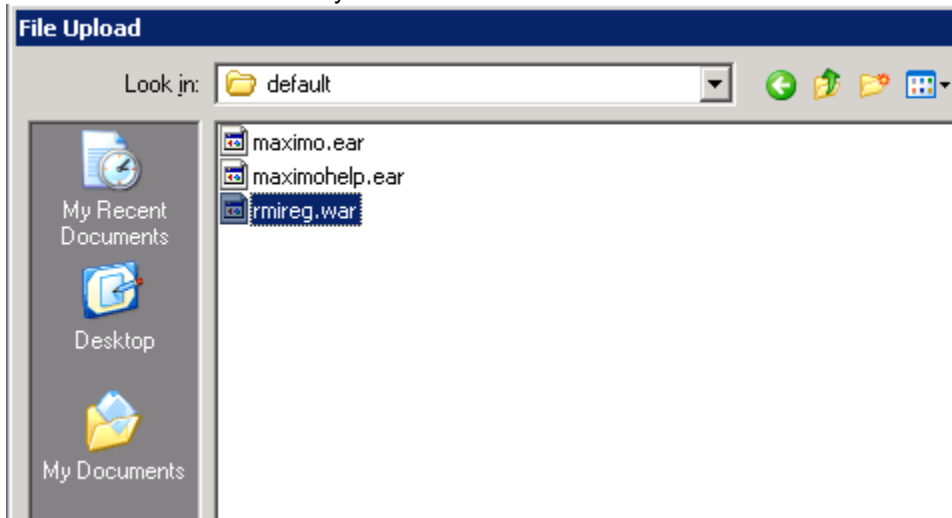 File Upload
Look in: default
maximo.ear
maximohelp.ear
rmireg.war
My Recent
Documents
Desktop
My Documents